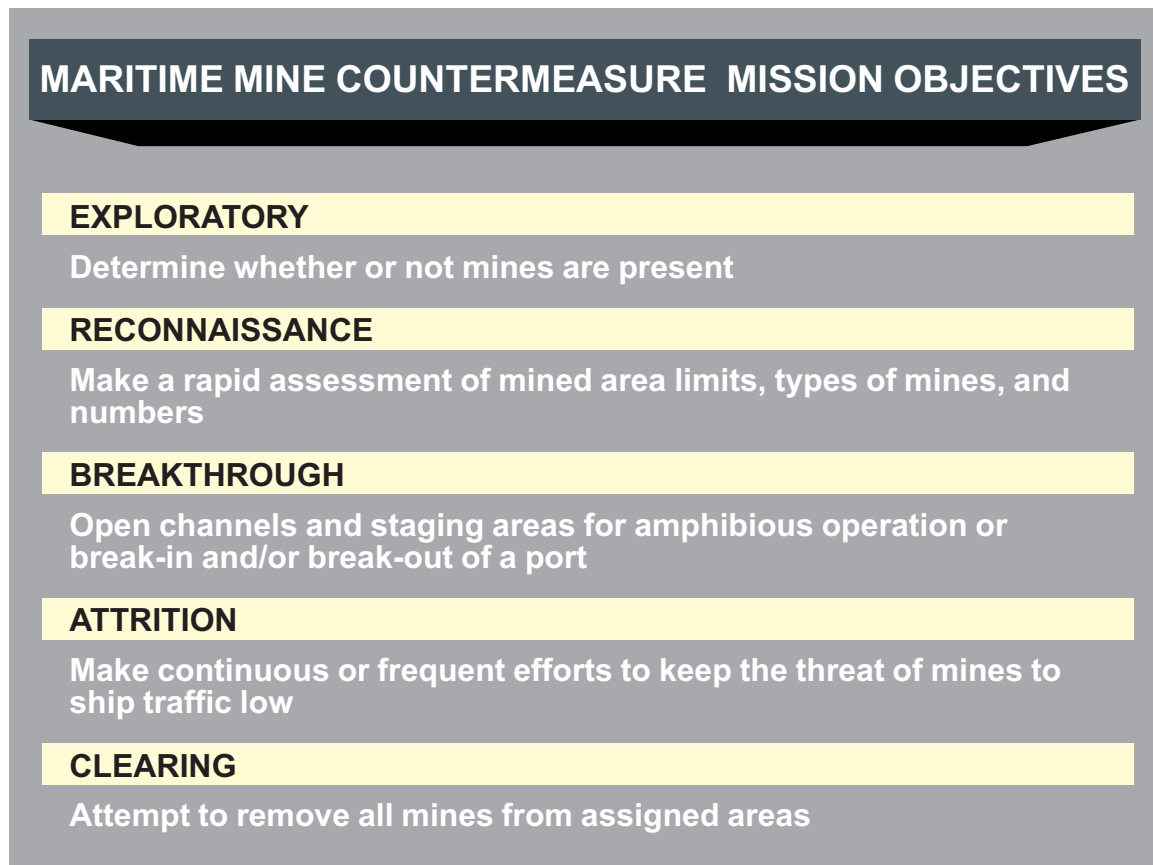 MARITIME MINE COUNTERMEASURE MISSION OBJECTIVES
EXPLORATORY
Determine whether or not mines are present
RECONNAISSANCE
Make a rapid assessment of mined area limits, types of mines, and
numbers
BREAKTHROUGH
Open channels and staging areas for amphibious operation or
break-in and/or break-out of a port
ATTRITION
Make continuous or frequent efforts to keep the threat of mines to
ship traffic low
CLEARING
Attempt to remove all mines from assigned areas